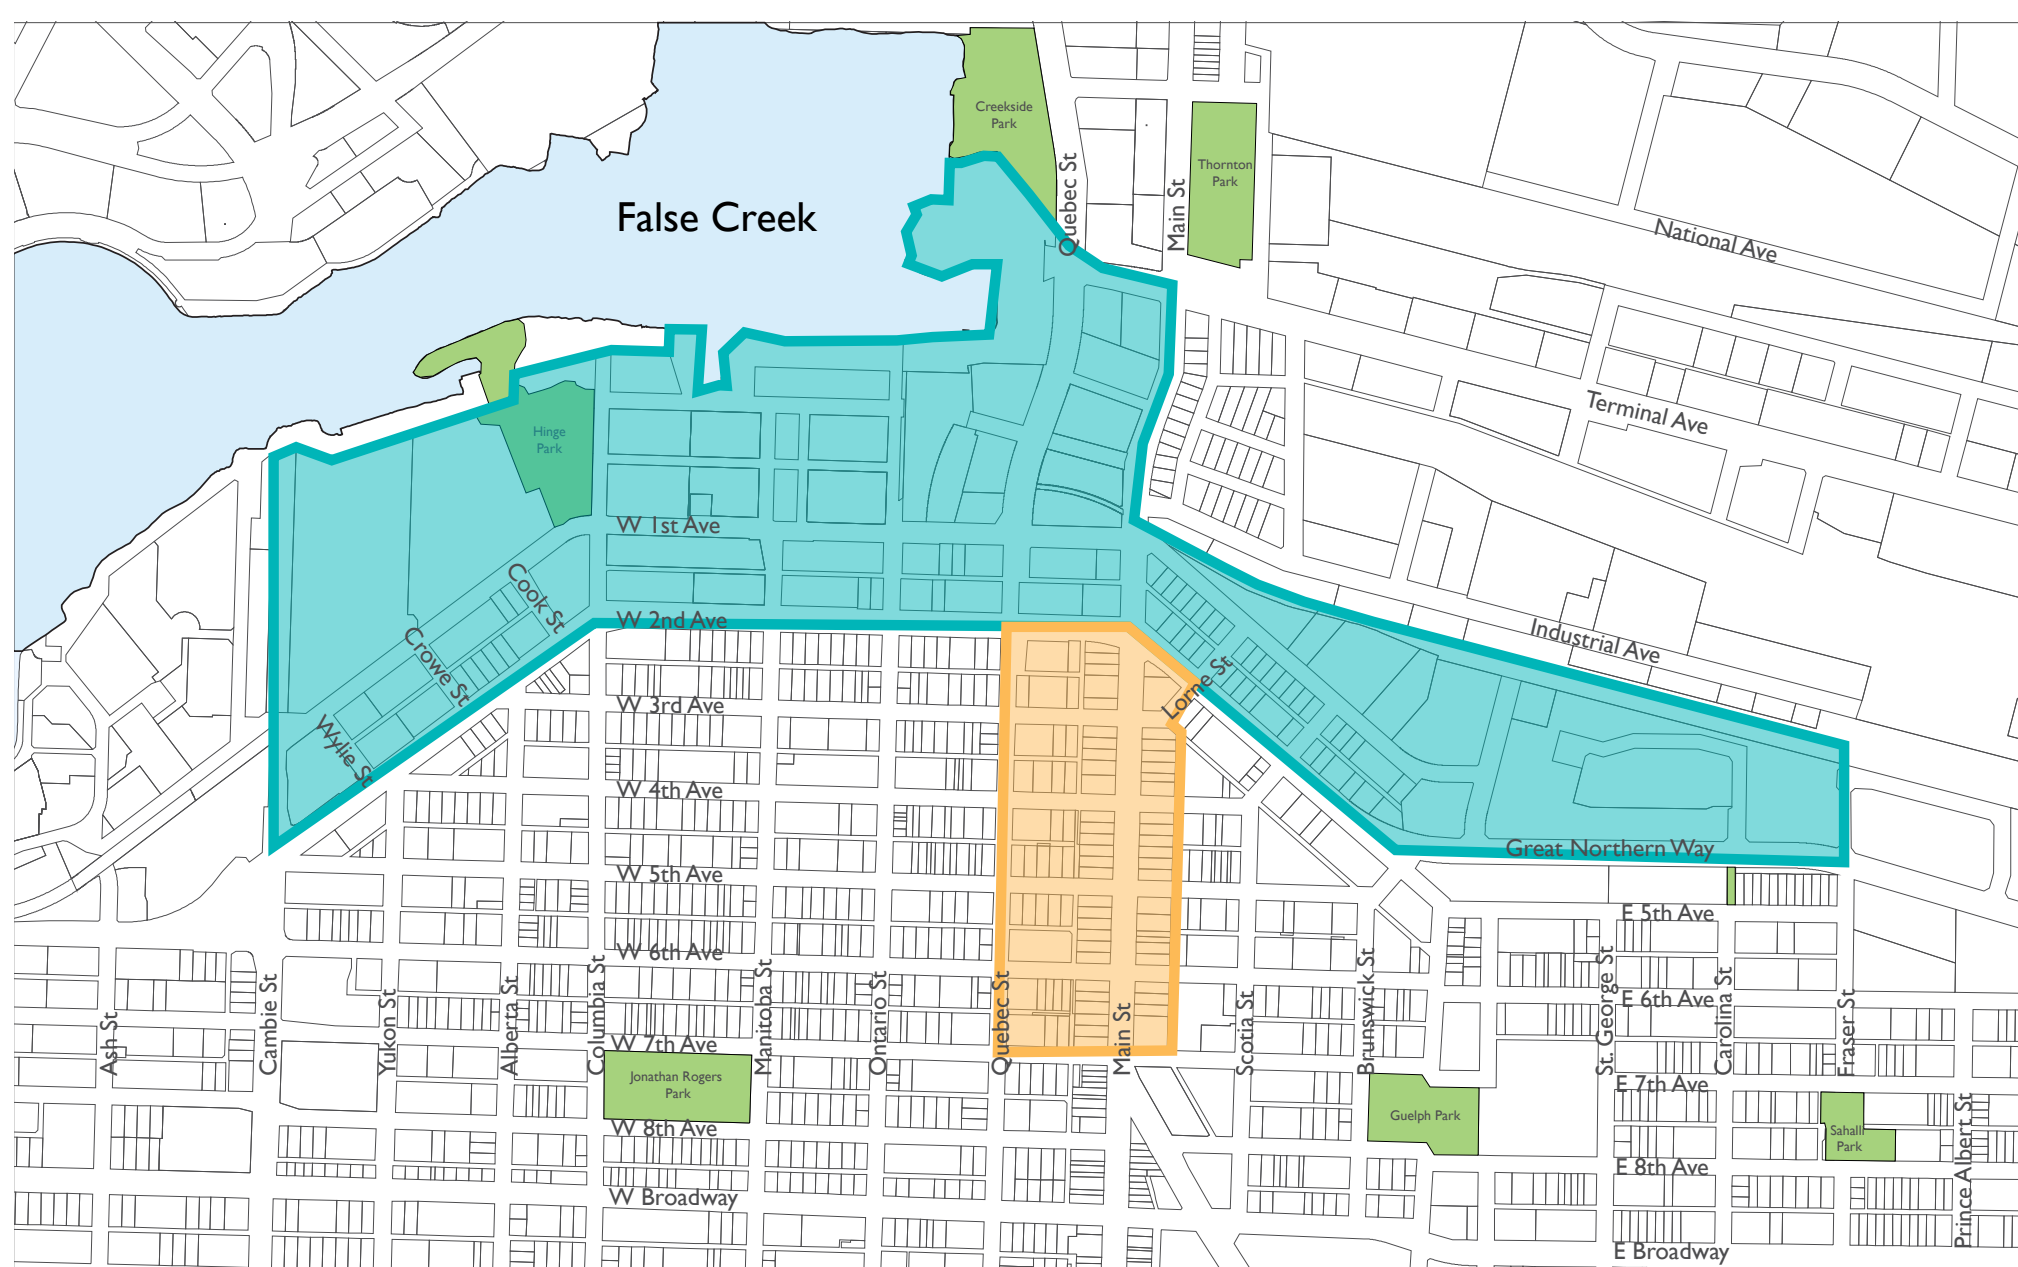 Creekside
Park
Thornton
Park
Quebec St
Main St
False Creek
National Ave
Terminal Ave
Hinge
Park
W 1st Ave
Cook St
W 2nd Ave
Crowe St
Industrial Ave
Lorne St
W 3rd Ave
Wylie St
W 4th Ave
Great Northern Way
W 5th Ave
E 5th Ave
W 6th Ave
E 6th Ave
Ash St
Cambie St
Yukon St
Alberta St
Columbia St
Manitoba St
Ontario St
Quebec St
Main St
Scotia St
Brunswick St
St. George St
Carolina St
Fraser St
W 7th Ave
E 7th Ave
Jonathan Rogers
Park
Guelph Park
Sahalli
Park
Prince Albert St
W 8th Ave
E 8th Ave
W Broadway
E Broadway